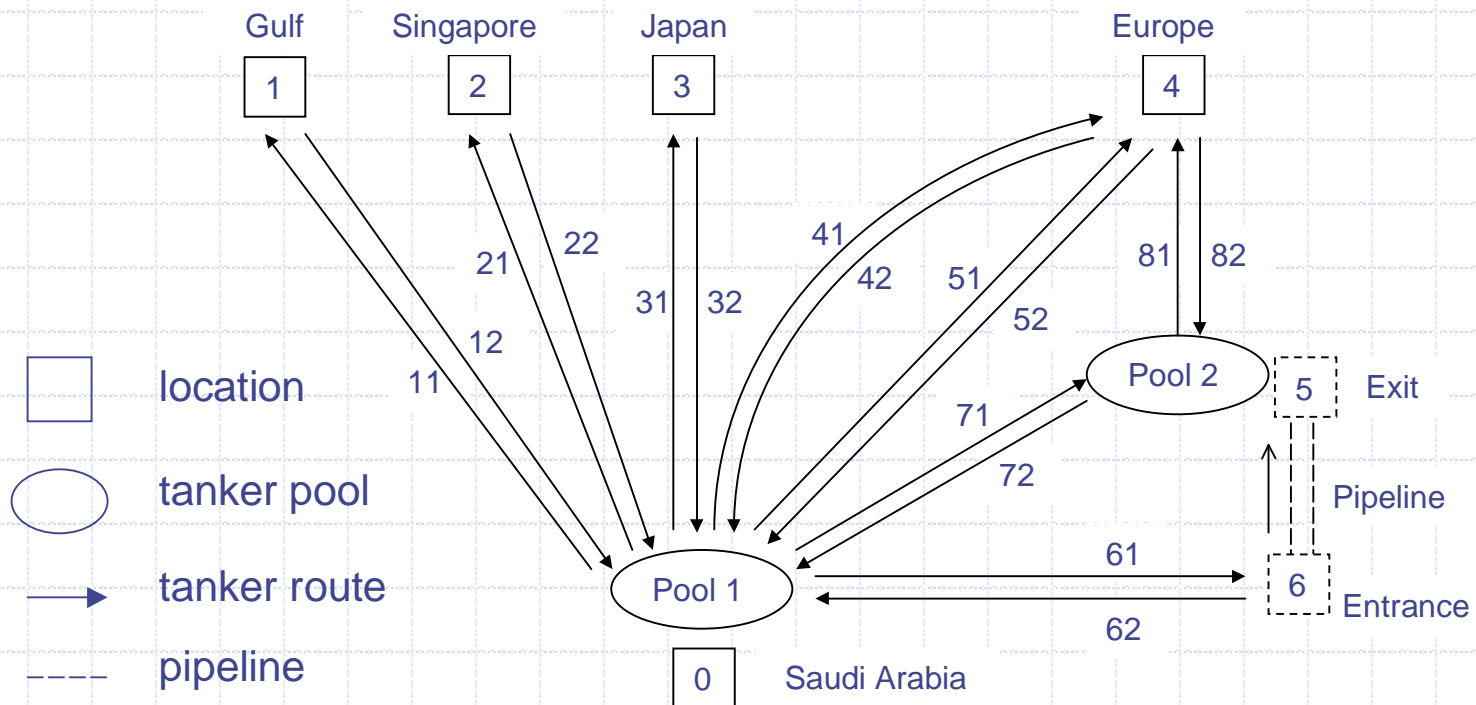 Gulf
Singapore
Japan
Europe
1
2
3
4
41
42
22
21
51
52
81
82
31
32
12
11
location
tanker pool
tanker route
pipeline
Pool 2
5
Exit
71
72
Pipeline
61
62
6
Entrance
Pool 1
0
Saudi Arabia